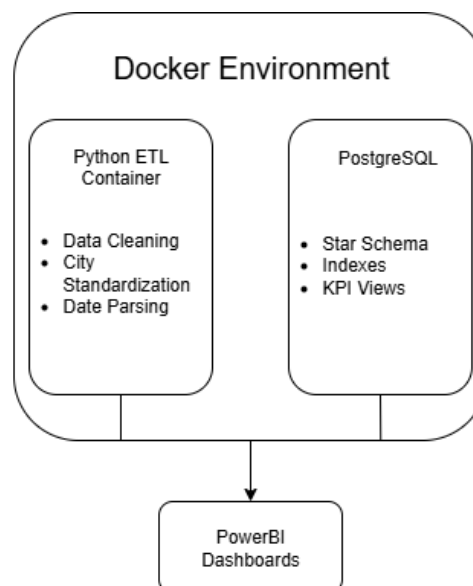 Docker Environment
Python ETL
Container
• Data Cleaning
• City
Standardization
• Date Parsing
PostgreSQL
• Star Schema
• Indexes
• KPI Views
PowerBI
Dashboards